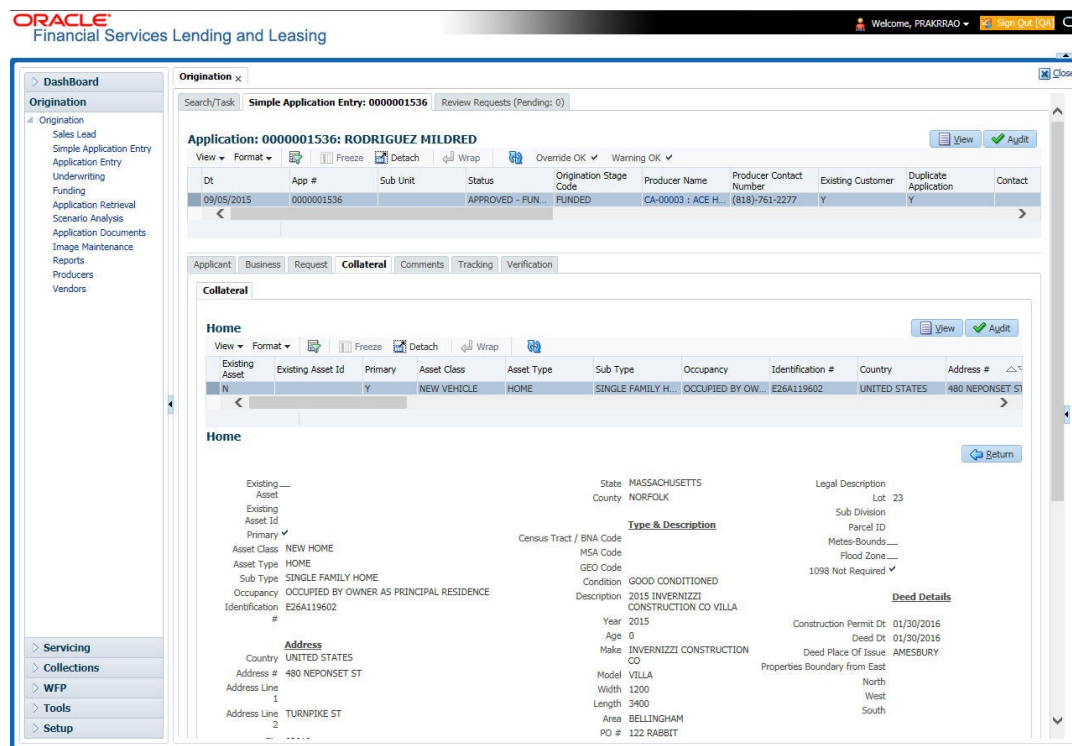 ORACLE
Financial Services Lending and Leasing
Welcome, PRAKRRAO
Sign Out [QA]
DashBoard
Origination
Origination
Sales Lead
Simple Application Entry
Application Entry
Underwriting
Funding
Application Retrieval
Scenario Analysis
Application Documents
Image Maintenance
Reports
Producers
Vendors
Servicing
Collections
WFP
Tools
Setup
Origination x
Close
Search/Task Simple Application Entry: 0000001536 Review Requests (Pending: 0)
Application: 0000001536: RODRIGUEZ MILDRED
View Audit
View Format Freeze Detach Wrap Override OK Warning OK
Dt App # Sub Unit Status Origination Stage Code Producer Name Producer Contact Number Existing Customer Duplicate Application Contact
09/05/2015 0000001536 APPROVED - FUN... FUNDED CA-00003 : ACE H... (818)-761-2277 Y Y
Applicant Business Request Collateral Comments Tracking Verification
Collateral
Home
View Audit
View Format Freeze Detach Wrap
Existing Asset Existing Asset Id Primary Asset Class Asset Type Sub Type Occupancy Identification # Country Address #
N Y NEW VEHICLE HOME SINGLE FAMILY H... OCCUPIED BY OW... E26A119602 UNITED STATES 480 NEPONSET ST
Home
Return
Existing Asset
Existing Asset Id
Primary
Asset Class NEW HOME
Asset Type HOME
Sub Type SINGLE FAMILY HOME
Occupancy OCCUPIED BY OWNER AS PRINCIPAL RESIDENCE
Identification # E26A119602
Address
Country UNITED STATES
Address # 480 NEPONSET ST
Address Line 1
Address Line 2 TURNPIKE ST
State MASSACHUSETTS
County NORFOLK
Type & Description
Census Tract / BNA Code
MSA Code
GEO Code
Condition GOOD CONDITIONED
Description 2015 INVERNIZZI CONSTRUCTION CO VILLA
Year 2015
Age 0
Make INVERNIZZI CONSTRUCTION CO
Model VILLA
Width 1200
Length 3400
Area BELLINGHAM
PO # 122 RABBIT
Legal Description
Lot 23
Sub Division
Parcel ID
Metes-Bounds
Flood Zone
1098 Not Required
Deed Details
Construction Permit Dt 01/30/2016
Deed Dt 01/30/2016
Deed Place Of Issue AMESBURY
Properties Boundary from East
North
West
South